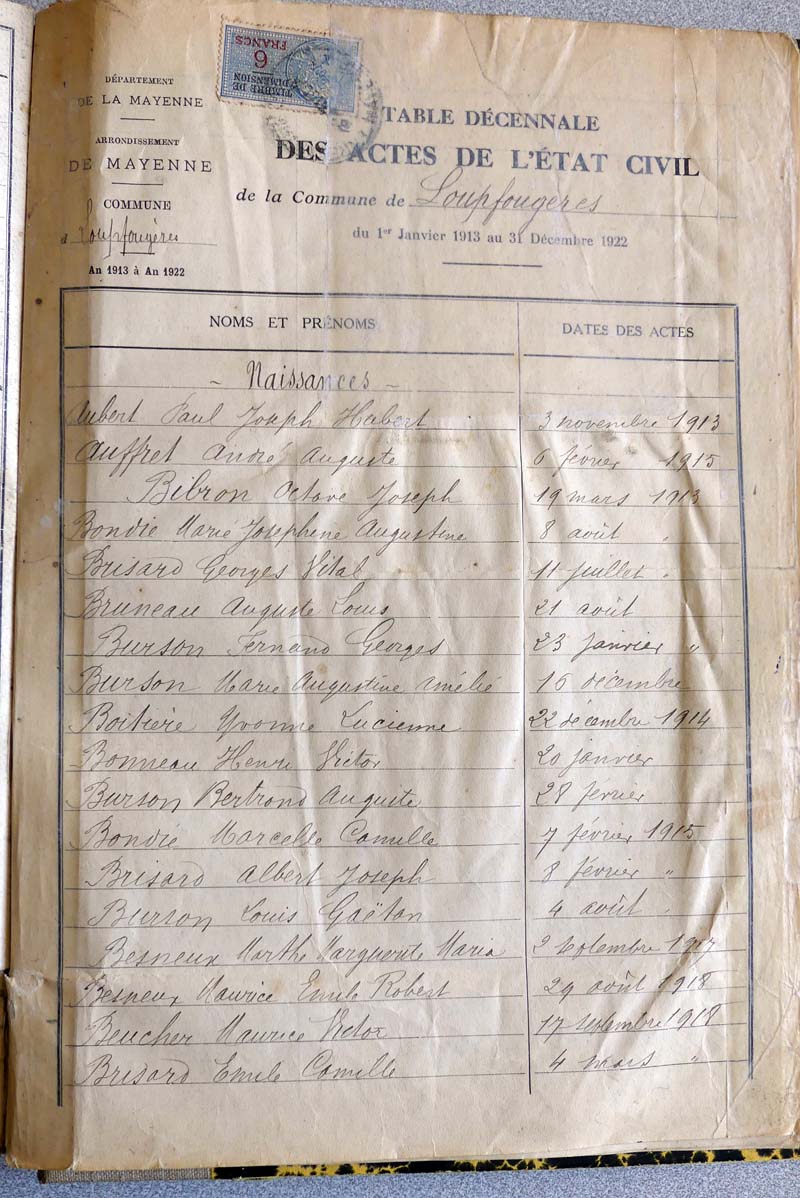 TIMBRE DE
DIMENSION
6
FRANCS
DÉPARTEMENT
DE LA MAYENNE
ARRONDISSEMENT
DE MAYENNE
COMMUNE
d Loupfougères
An 1913 à An 1922
TABLE DÉCENNALE
DES ACTES DE L'ÉTAT CIVIL
de la Commune de Loupfougères
du 1er Janvier 1913 au 31 Décembre 1922
NOMS ET PRÉNOMS DATES DES ACTES
- Naissances -
Aubert Paul Joseph Hubert 3 novembre 1913
Auffret André Auguste 6 février 1915
Bibron Octave Joseph 19 mars 1913
Bondie Marie Josephine Augustine 8 août "
Brisard Georges Vital 11 juillet "
Bruneau Auguste Louis 21 août
Burson Fernand Georges 23 janvier "
Burson Marie Augustine Amélie 16 décembre
Boitière Yvonne Lucienne 22 décembre 1914
Bonneau Henri Victor 20 janvier
Burson Bertrand Auguste 28 février
Bondié Marcelle Camille 7 février 1915
Brisard Albert Joseph 8 février "
Burson Louis Gaëtan 4 août "
Besneux Marthe Marguerite Maria 2 septembre 1917
Besneux Maurice Emile Robert 29 août 1918
Beucher Maurice Victor 17 septembre 1918
Brisard Emile Camille 4 mars "